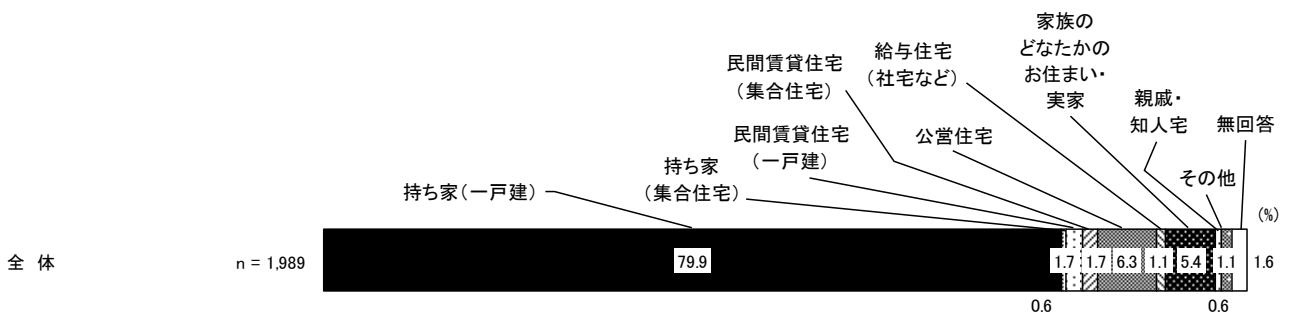 家族の
どなたかの
お住まい・
実家
給与住宅
（社宅など）
民間賃貸住宅
（集合住宅）
親戚・
知人宅
無回答
民間賃貸住宅
（一戸建）
公営住宅
持ち家
（集合住宅）
その他
持ち家（一戸建）
(%)
全 体
n = 1,989
79.9
1.7
1.7
6.3
1.1
5.4
1.1
1.6
0.6
0.6